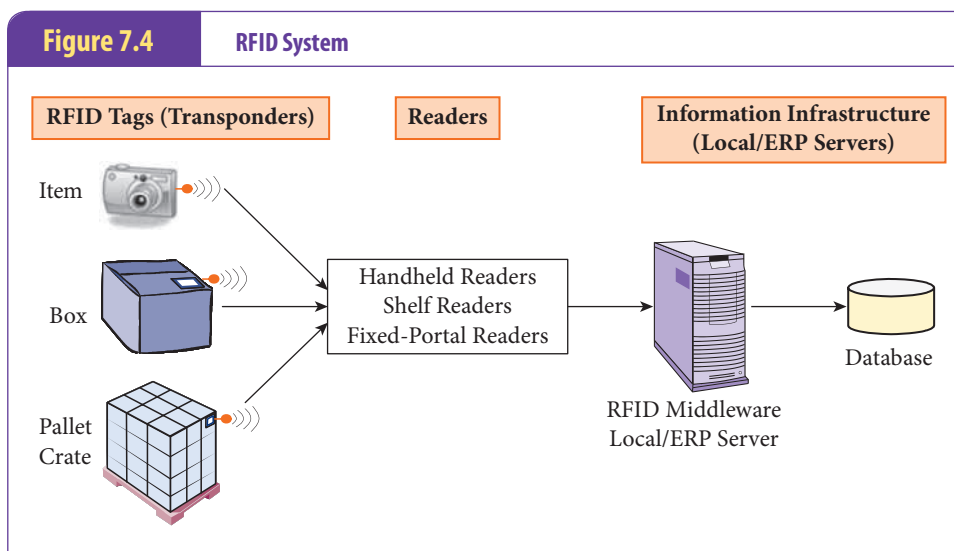 Figure 7.4
RFID System
RFID Tags (Transponders)
Readers
Information Infrastructure
(Local/ERP Servers)
Item
Box
Pallet
Crate
Handheld Readers
Shelf Readers
Fixed-Portal Readers
RFID Middleware
Local/ERP Server
Database